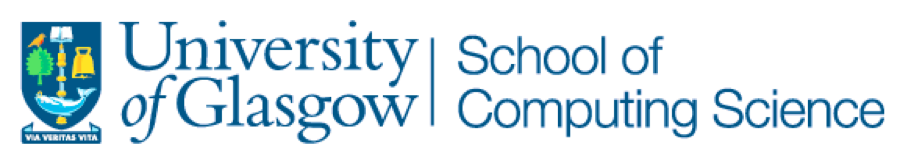 University
of Glasgow
School of
Computing Science
VIA VERITAS VITA